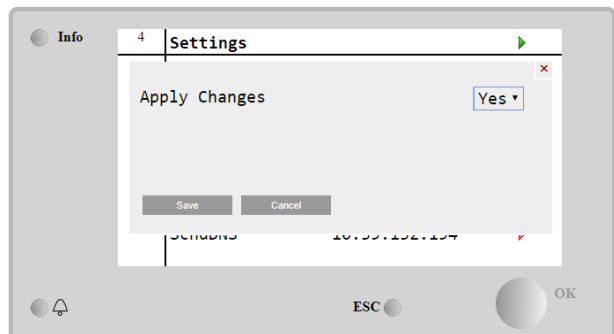 Info
4 Settings
Apply Changes Yes
Save Cancel
ESC
OK